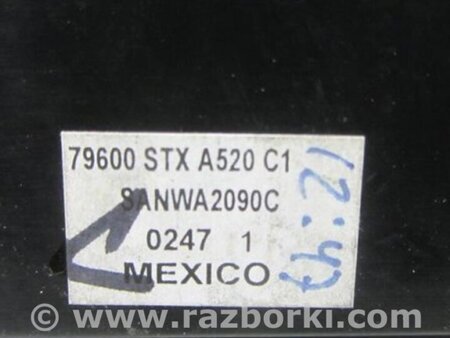 79600 STX A520 C1
SANWA2090C
0247 1
MEXICO
12:47
© www.razborki.com